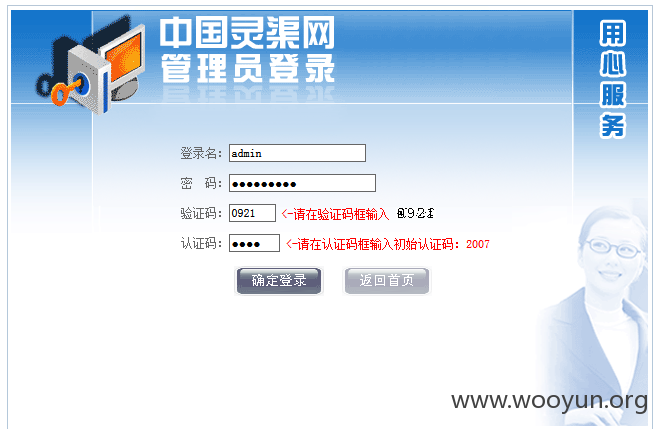 中国灵渠网
管理员登录
用心服务
登录名： admin
密　码： ●●●●●●●●●
验证码： 0921 <-请在验证码框输入 0921
认证码： ●●●● <-请在认证码框输入初始认证码：2007
确定登录 返回首页
www.wooyun.org